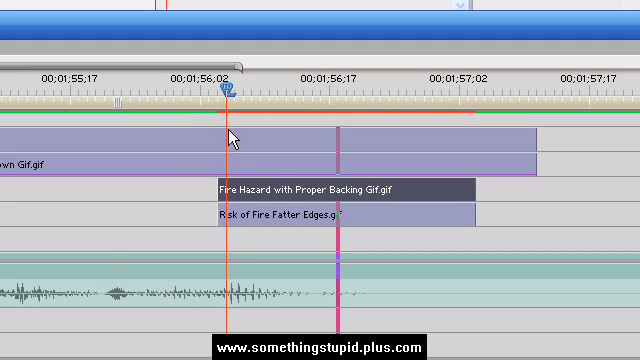 00;01;55;17 00;01;56;02 00;01;56;17 00;01;57;02 00;01;57;17
own Gif.gif
Fire Hazard with Proper Backing Gif.gif
Risk of Fire Fatter Edges.gif
www.somethingstupid.plus.com